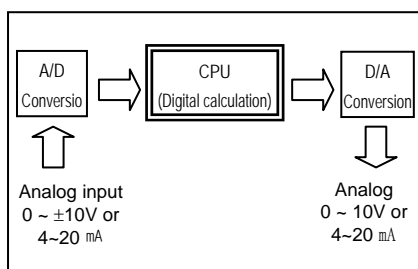 A/D
Conversio
CPU
(Digital calculation)
D/A
Conversion
Analog input
0 ~ ±10V or
4~20 ㎃
Analog
0 ~ 10V or
4~20 ㎃